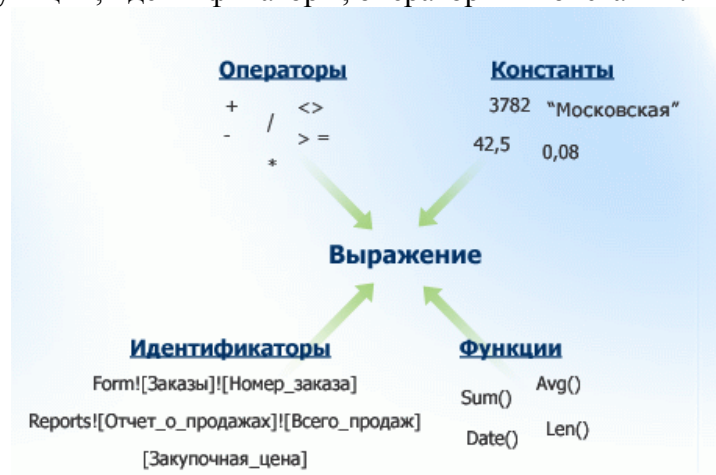 Операторы Константы
+ <> 3782 “Московская”
/
- > =
42,5 0,08
*
Выражение
Идентификаторы Функции
Form![Заказы]![Номер_заказа] Avg()
Sum()
Reports![Отчет_о_продажах]![Всего_продаж] Len()
Date()
[Закупочная_цена]